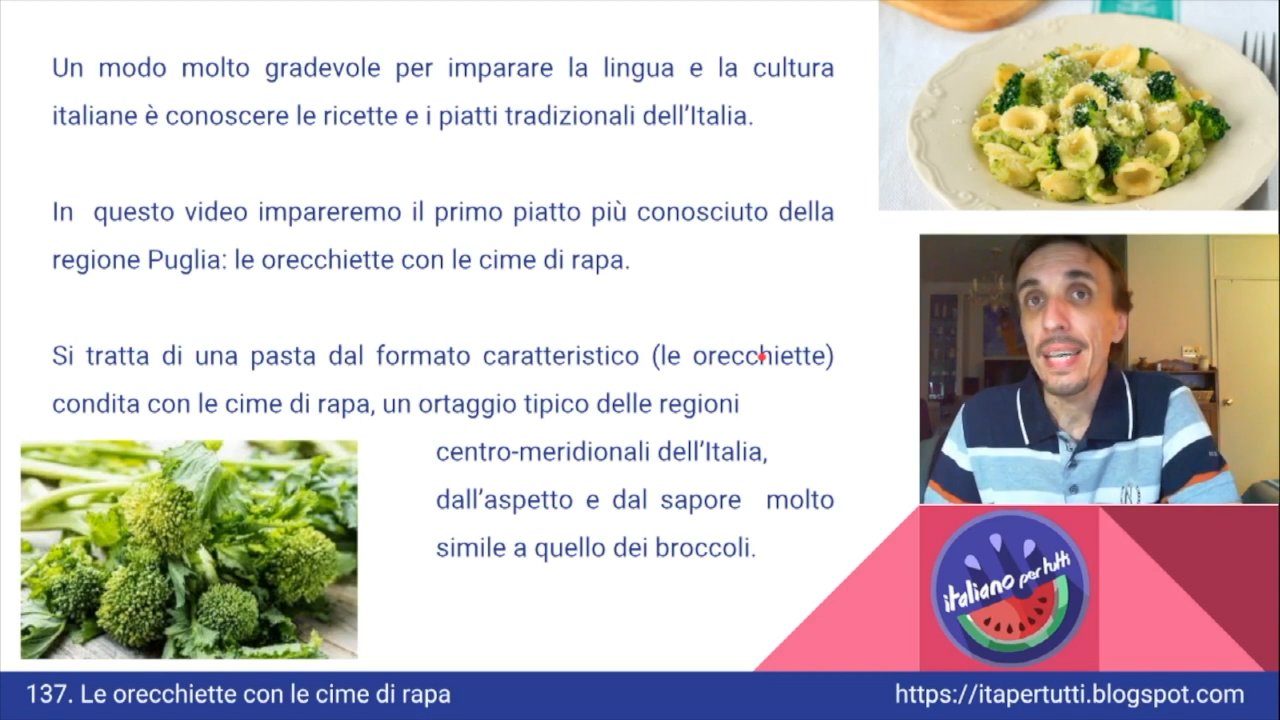 Un modo molto gradevole per imparare la lingua e la cultura
italiane è conoscere le ricette e i piatti tradizionali dell'Italia.
In questo video impareremo il primo piatto più conosciuto della
regione Puglia: le orecchiette con le cime di rapa.
Si tratta di una pasta dal formato caratteristico (le orecchiette)
condita con le cime di rapa, un ortaggio tipico delle regioni
centro-meridionali dell'Italia,
dall'aspetto e dal sapore molto
simile a quello dei broccoli.
italiano per tutti
137. Le orecchiette con le cime di rapa
https://itapertutti.blogspot.com